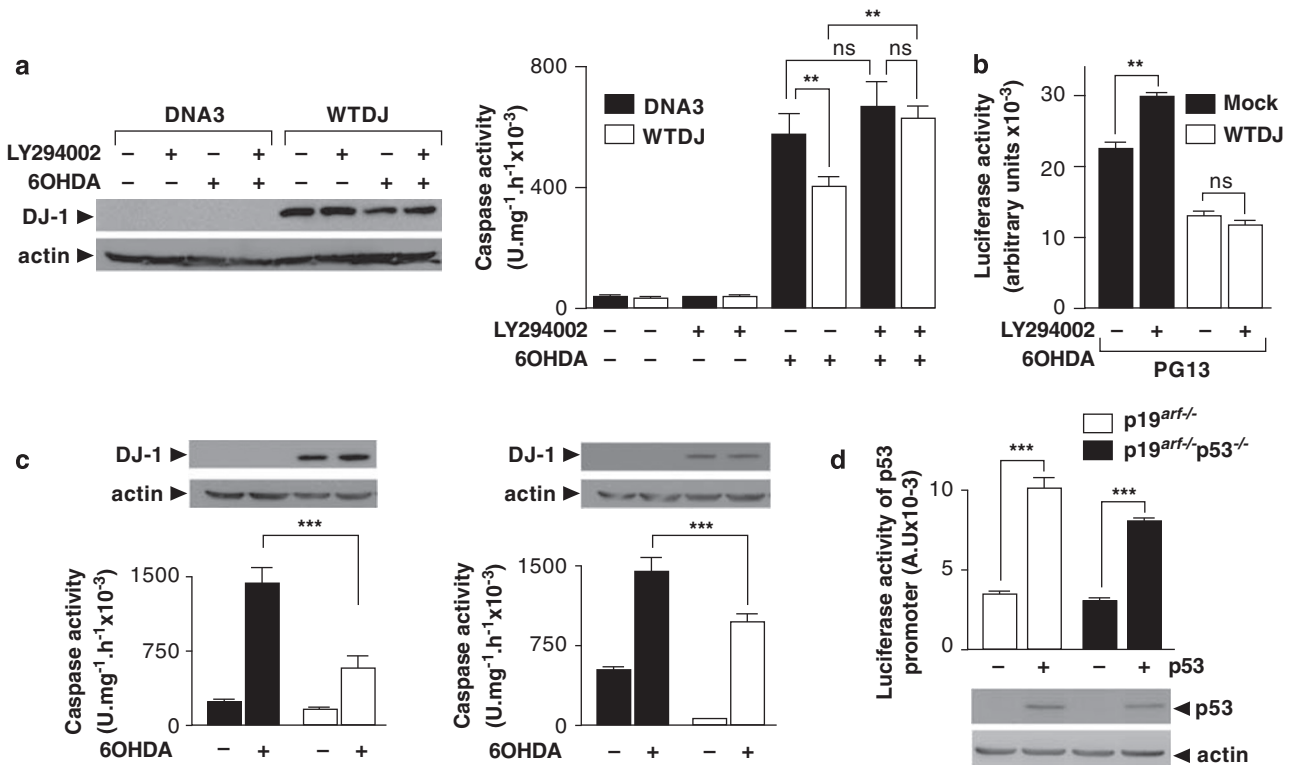 a
DNA3 WTDJ
LY294002 – + – + – + – +
6OHDA – – + + – – + +
DJ-1
actin
Caspase activity
(U.mg-1.h-1x10-3)
800
400
0
DNA3
WTDJ
**
ns
ns
**
LY294002 – – + + – – + +
6OHDA – – – – + + + +
b
Luciferase activity
(arbitrary units x10-3)
30
20
10
0
**
ns
Mock
WTDJ
LY294002 – + – +
6OHDA
PG13
c
DJ-1
actin
Caspase activity
(U.mg-1.h-1x10-3)
1500
750
0
***
6OHDA – + – +
DJ-1
actin
Caspase activity
(U.mg-1.h-1x10-3)
1500
750
0
***
6OHDA – + – +
d
p19arf-/-
p19arf-/-p53-/-
Luciferase activity of p53
promoter (A.Ux10-3)
10
5
0
***
***
– + – + p53
p53
actin